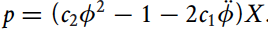 p = (c₂ϕ² − 1 − 2c₁ϕ̈)X.